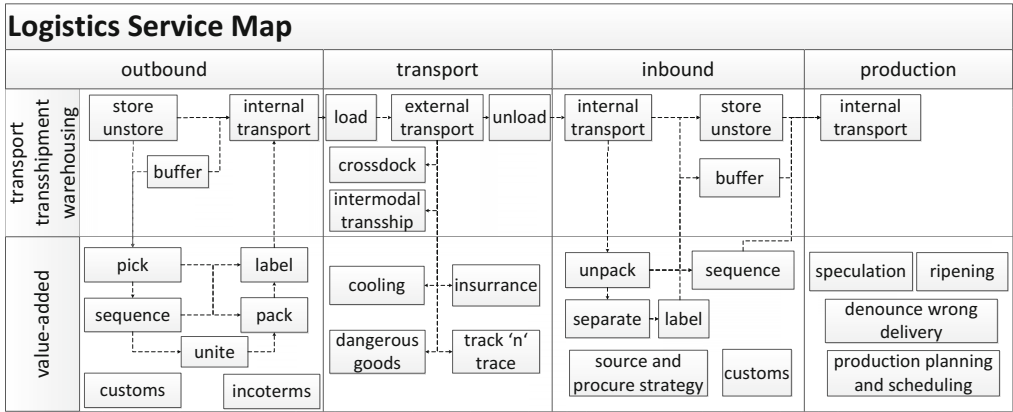 Logistics Service Map
outbound
transport
inbound
production
transport
transshipment
warehousing
store
unstore
internal
transport
buffer
load
external
transport
unload
crossdock
intermodal
transship
internal
transport
store
unstore
buffer
internal
transport
value-added
pick
label
sequence
pack
unite
customs
incoterms
cooling
insurrance
dangerous
goods
track ‘n‘
trace
unpack
sequence
separate
label
source and
procure strategy
customs
speculation
ripening
denounce wrong
delivery
production planning
and scheduling